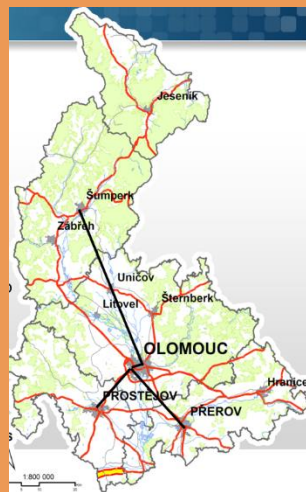 Jeseník
Šumperk
Zábřeh
Uničov
Litovel
Šternberk
OLOMOUC
Hranice
PROSTĚJOV
PŘEROV
1:800 000